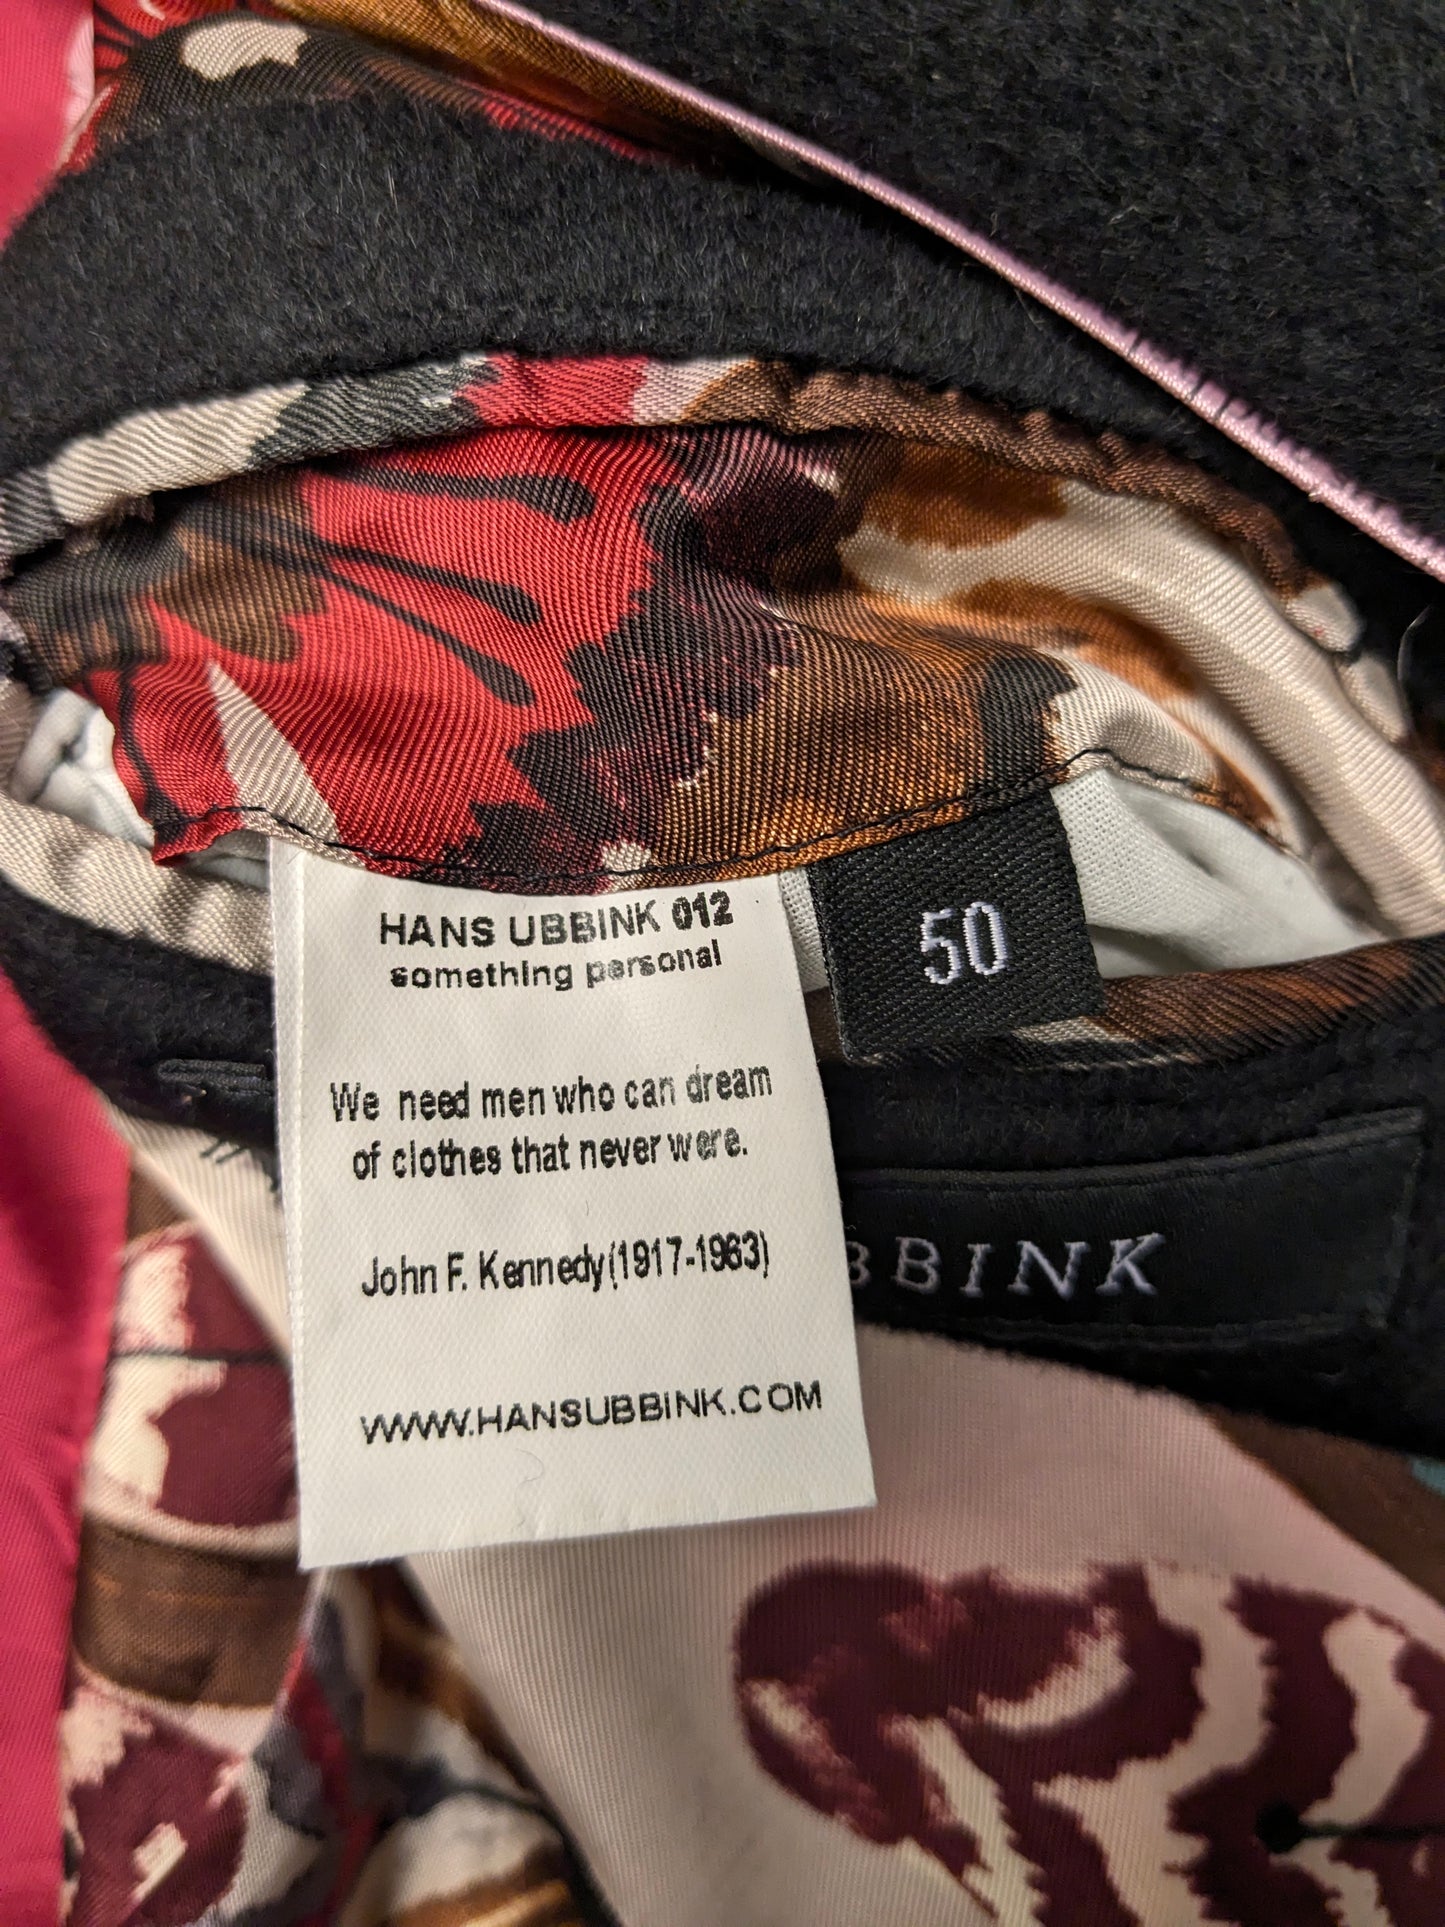 HANS UBBINK 012
something personal
We need men who can dream
of clothes that never were.
John F. Kennedy(1917-1963)
WWW.HANSUBBINK.COM
50
BBINK